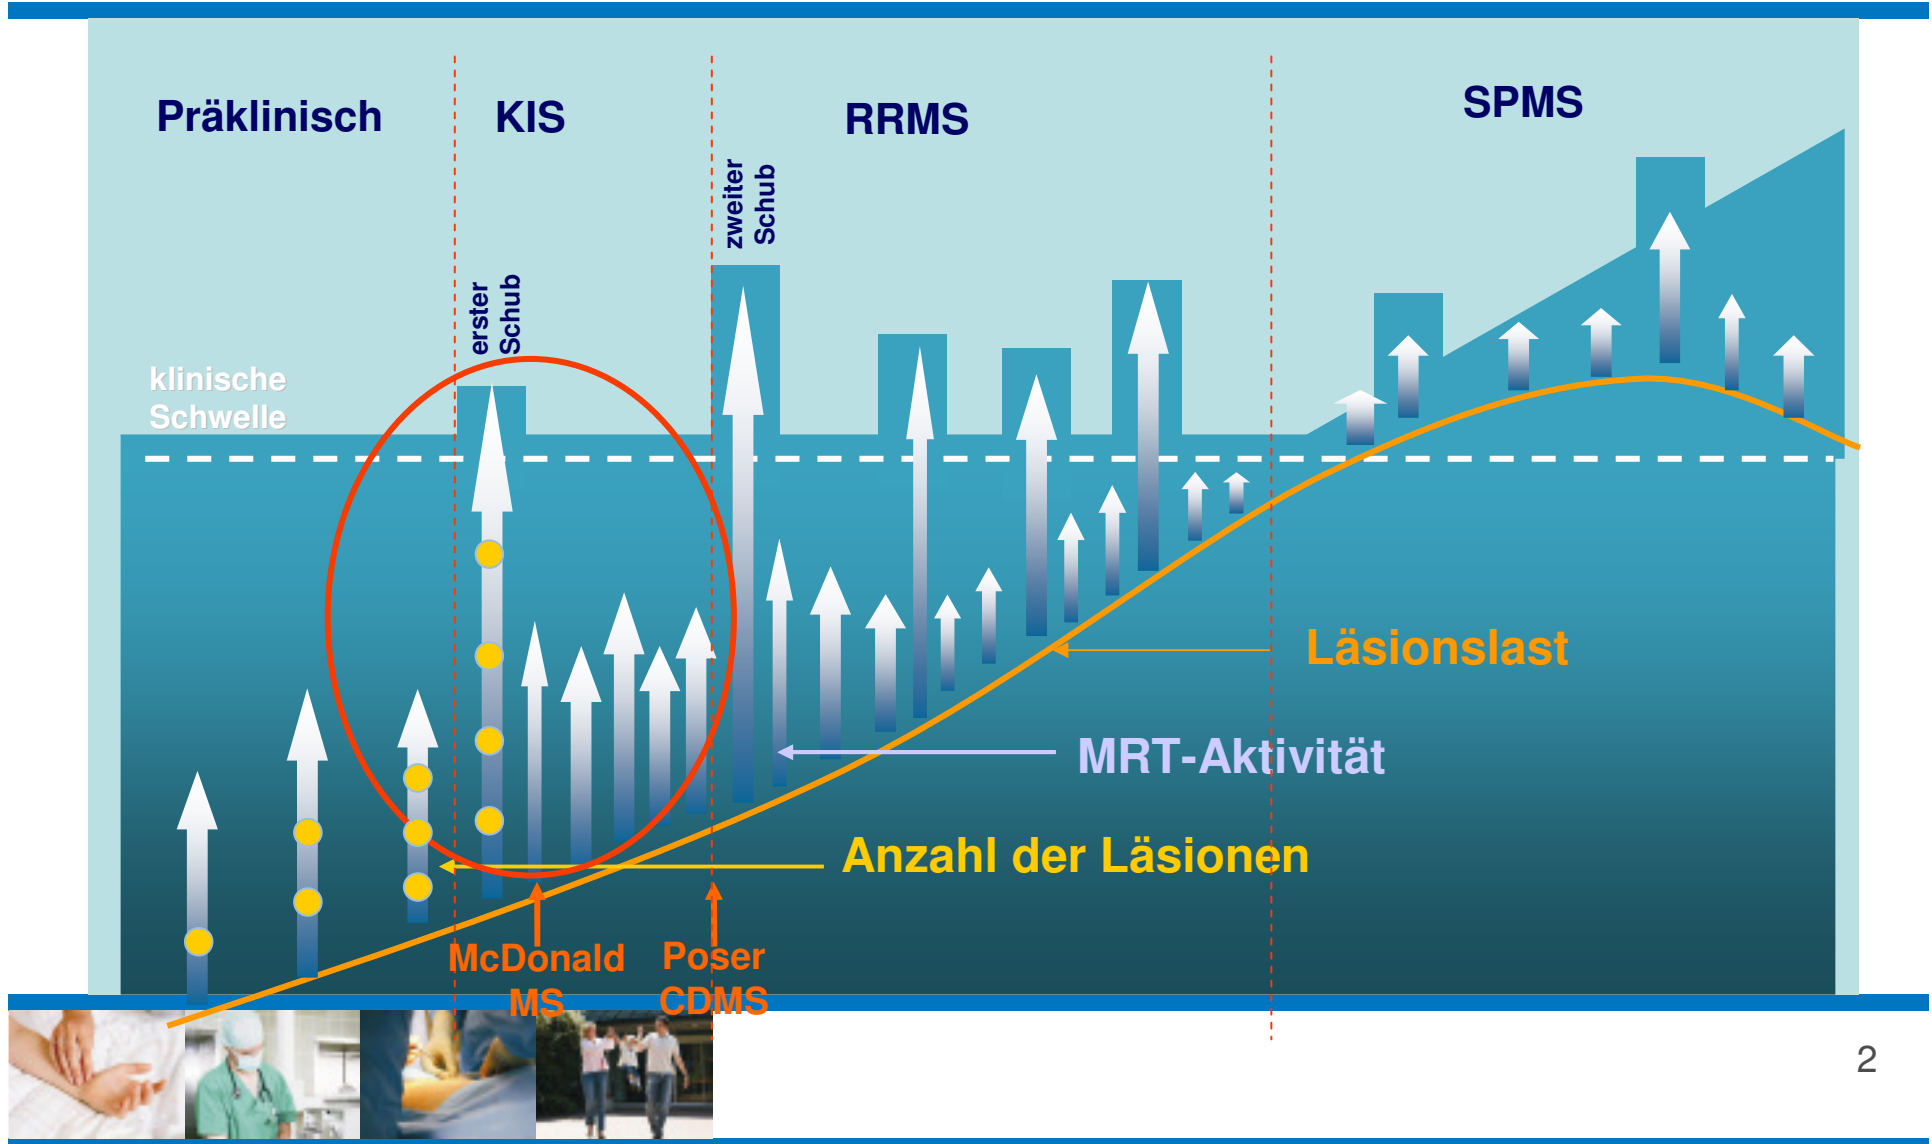 Präklinisch
KIS
RRMS
SPMS
erster
Schub
zweiter
Schub
klinische
Schwelle
Läsionslast
MRT-Aktivität
Anzahl der Läsionen
McDonald
MS
Poser
CDMS
2